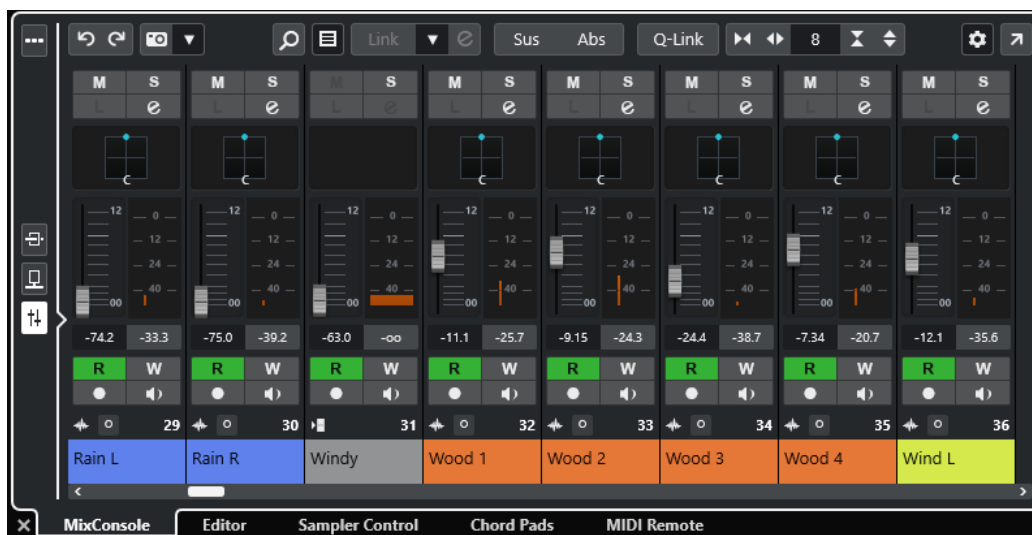 Link Sus Abs Q-Link 8
M S M S M S M S M S M S M S M S
L e L e L e L e L e L e L e L e
C C C C C C C
12 0 12 0 12 0 12 0 12 0 12 0 12 0 12 0
12 12 12 12 12 12 12 12
24 24 24 24 24 24 24 24
40 40 40 40 40 40 40 40
00 00 00 00 00 00 00 00
-74.2 -33.3 -75.0 -39.2 -63.0 -oo -11.1 -25.7 -9.15 -24.3 -24.4 -38.7 -7.34 -20.7 -12.1 -35.6
R W R W R W R W R W R W R W R W
29 30 31 32 33 34 35 36
Rain L Rain R Windy Wood 1 Wood 2 Wood 3 Wood 4 Wind L
MixConsole Editor Sampler Control Chord Pads MIDI Remote